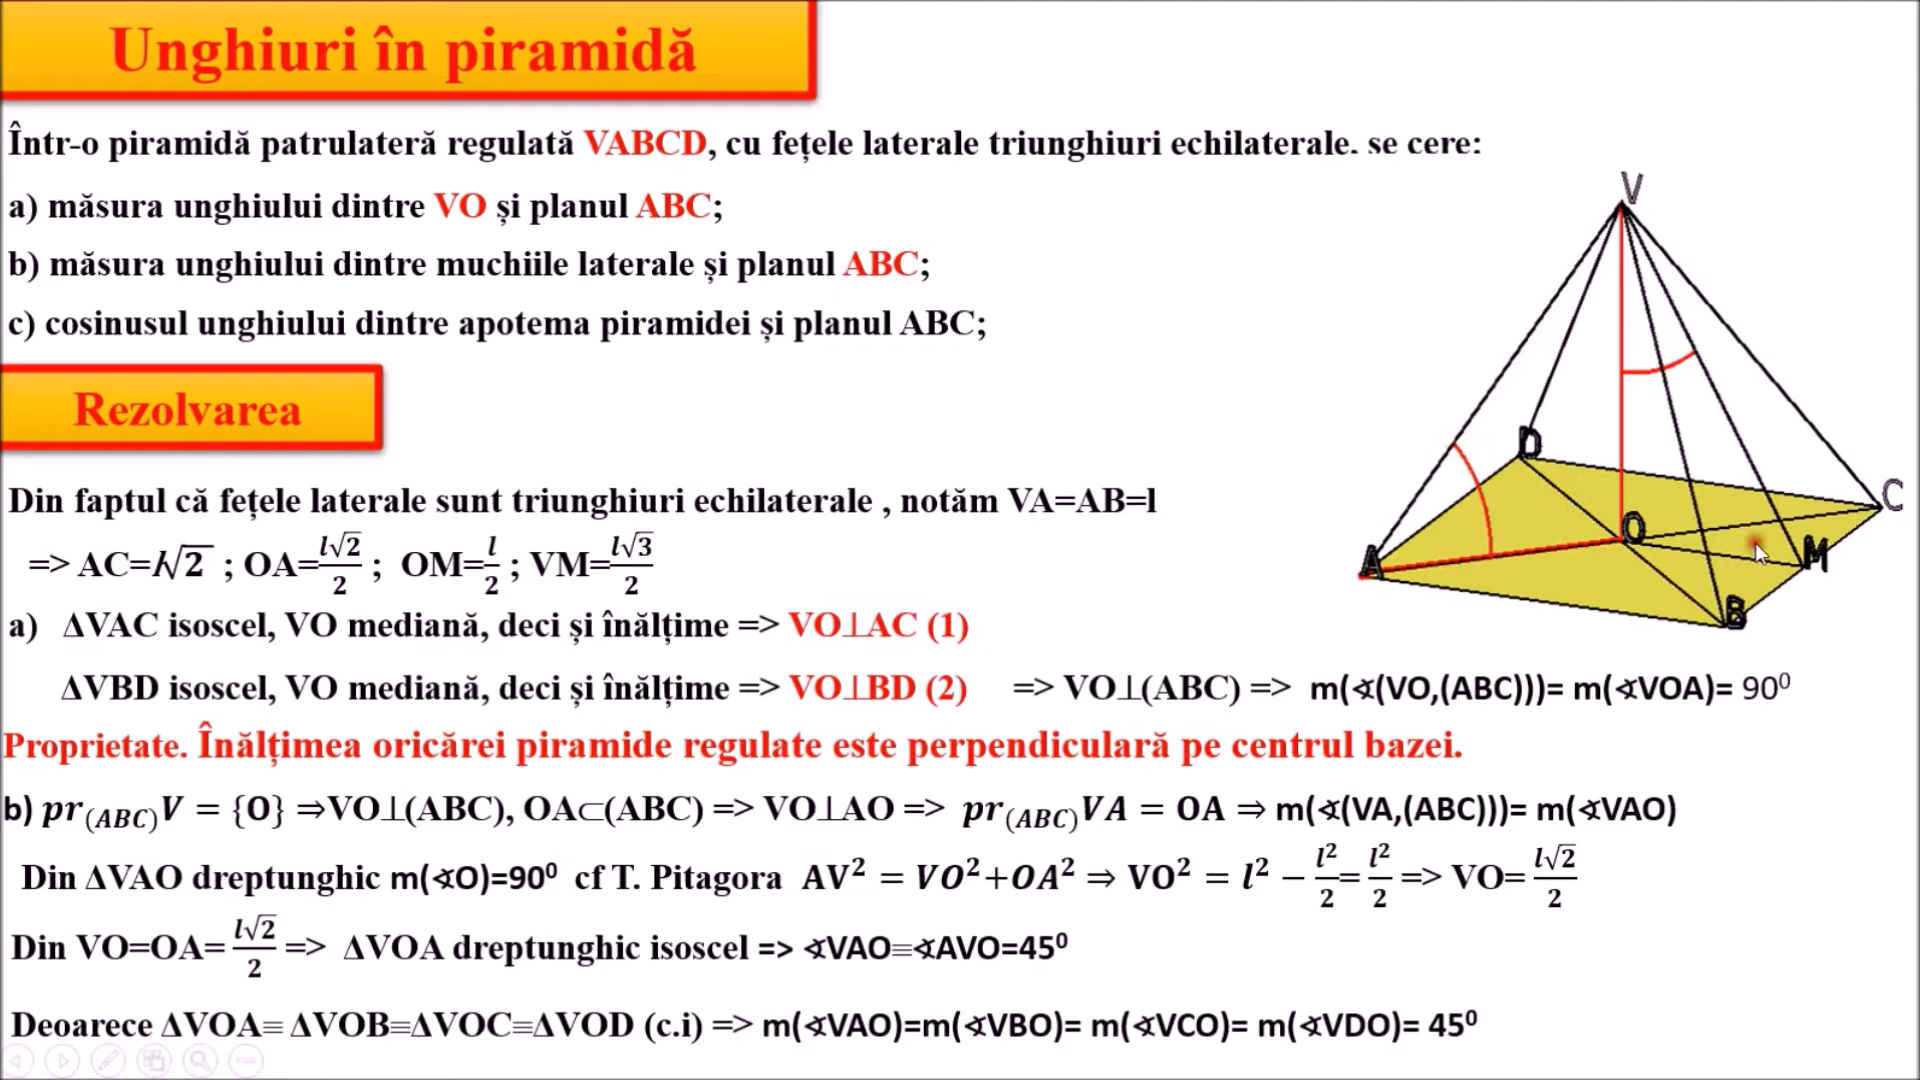 Unghiuri în piramidă
Într-o piramidă patrulateră regulată VABCD, cu fețele laterale triunghiuri echilaterale. se cere:
a) măsura unghiului dintre VO și planul ABC;
b) măsura unghiului dintre muchiile laterale și planul ABC;
c) cosinusul unghiului dintre apotema piramidei și planul ABC;
Rezolvarea
Din faptul că fețele laterale sunt triunghiuri echilaterale , notăm VA=AB=l
=> AC=l√2 ; OA=l√2/2 ; OM=l/2 ; VM=l√3/2
a) ΔVAC isoscel, VO mediană, deci și înălțime => VO⊥AC (1)
ΔVBD isoscel, VO mediană, deci și înălțime => VO⊥BD (2) => VO⊥(ABC) => m(∢(VO,(ABC)))= m(∢VOA)= 90⁰
Proprietate. Înălțimea oricărei piramide regulate este perpendiculară pe centrul bazei.
b) pr(ABC)V = {O} ⇒VO⊥(ABC), OA⊂(ABC) => VO⊥AO => pr(ABC)VA = OA ⇒ m(∢(VA,(ABC)))= m(∢VAO)
Din ΔVAO dreptunghic m(∢O)=90⁰ cf T. Pitagora AV² = VO²+OA² ⇒ VO² = l² − l²/2= l²/2 => VO= l√2/2
Din VO=OA= l√2/2 => ΔVOA dreptunghic isoscel => ∢VAO≡∢AVO=45⁰
Deoarece ΔVOA≡ ΔVOB≡ΔVOC≡ΔVOD (c.i) => m(∢VAO)=m(∢VBO)= m(∢VCO)= m(∢VDO)= 45⁰
V
D
C
O
A
M
B